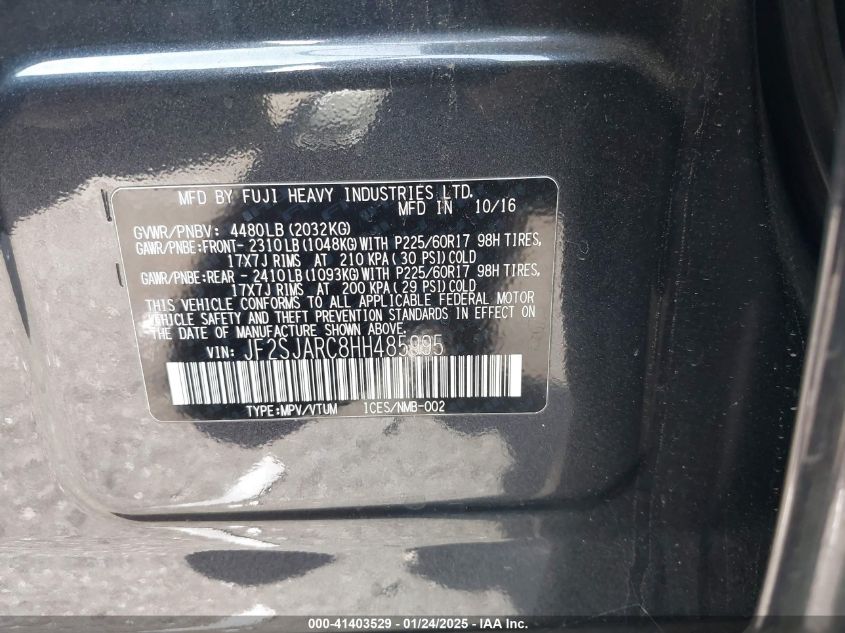 MFD BY FUJI HEAVY INDUSTRIES LTD.
MFD IN 10/16
GVWR/PNBV: 4480LB(2032KG)
GAWR/PNBE:FRONT- 2310LB(1048KG)WITH P225/60R17 98H TIRES,
17X7J RIMS AT 210 KPA(30 PSI)COLD
GAWR/PNBE:REAR - 2410LB(1093KG)WITH P225/60R17 98H TIRES,
17X7J RIMS AT 200 KPA(29 PSI)COLD
THIS VEHICLE CONFORMS TO ALL APPLICABLE FEDERAL MOTOR
VEHICLE SAFETY AND THEFT PREVENTION STANDARDS IN EFFECT ON
THE DATE OF MANUFACTURE SHOWN ABOVE.
VIN: JF2SJARC8HH485995
TYPE:MPV/VTUM ICES/NMB-002
000-41403529 - 01/24/2025 - IAA Inc.